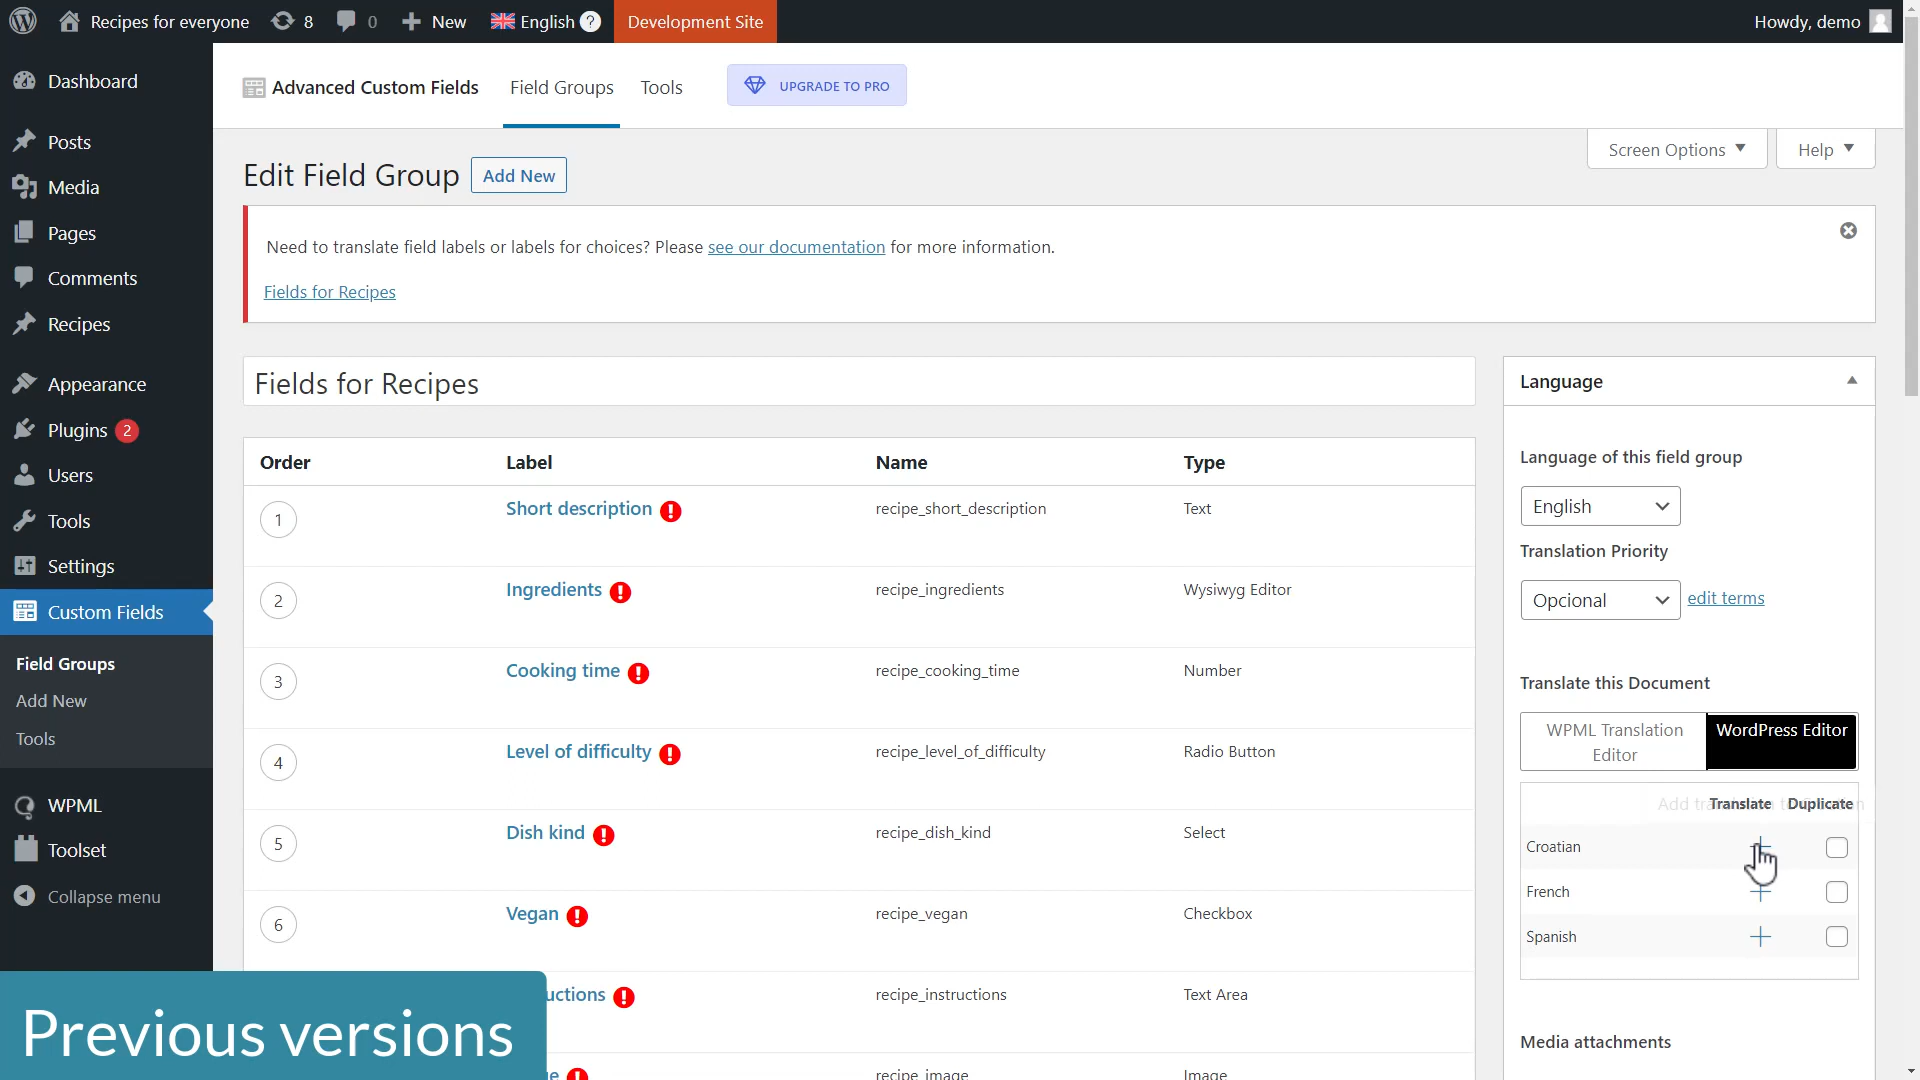 Recipes for everyone
8
0
New
English
?
Development Site
Howdy, demo
Dashboard
Posts
Media
Pages
Comments
Recipes
Appearance
Plugins 2
Users
Tools
Settings
Custom Fields
Field Groups
Add New
Tools
WPML
Toolset
Collapse menu
Advanced Custom Fields
Field Groups
Tools
UPGRADE TO PRO
Screen Options
Help
Edit Field Group
Add New
Need to translate field labels or labels for choices? Please see our documentation for more information.
Fields for Recipes
Fields for Recipes
Order Label Name Type
1 Short description ! recipe_short_description Text
2 Ingredients ! recipe_ingredients Wysiwyg Editor
3 Cooking time ! recipe_cooking_time Number
4 Level of difficulty ! recipe_level_of_difficulty Radio Button
5 Dish kind ! recipe_dish_kind Select
6 Vegan ! recipe_vegan Checkbox
uctions ! recipe_instructions Text Area
e ! recipe_image Image
Language
Language of this field group
English
Translation Priority
Opcional
edit terms
Translate this Document
WPML Translation
Editor
WordPress Editor
Translate Duplicate
Croatian
French
Spanish
Media attachments
Previous versions